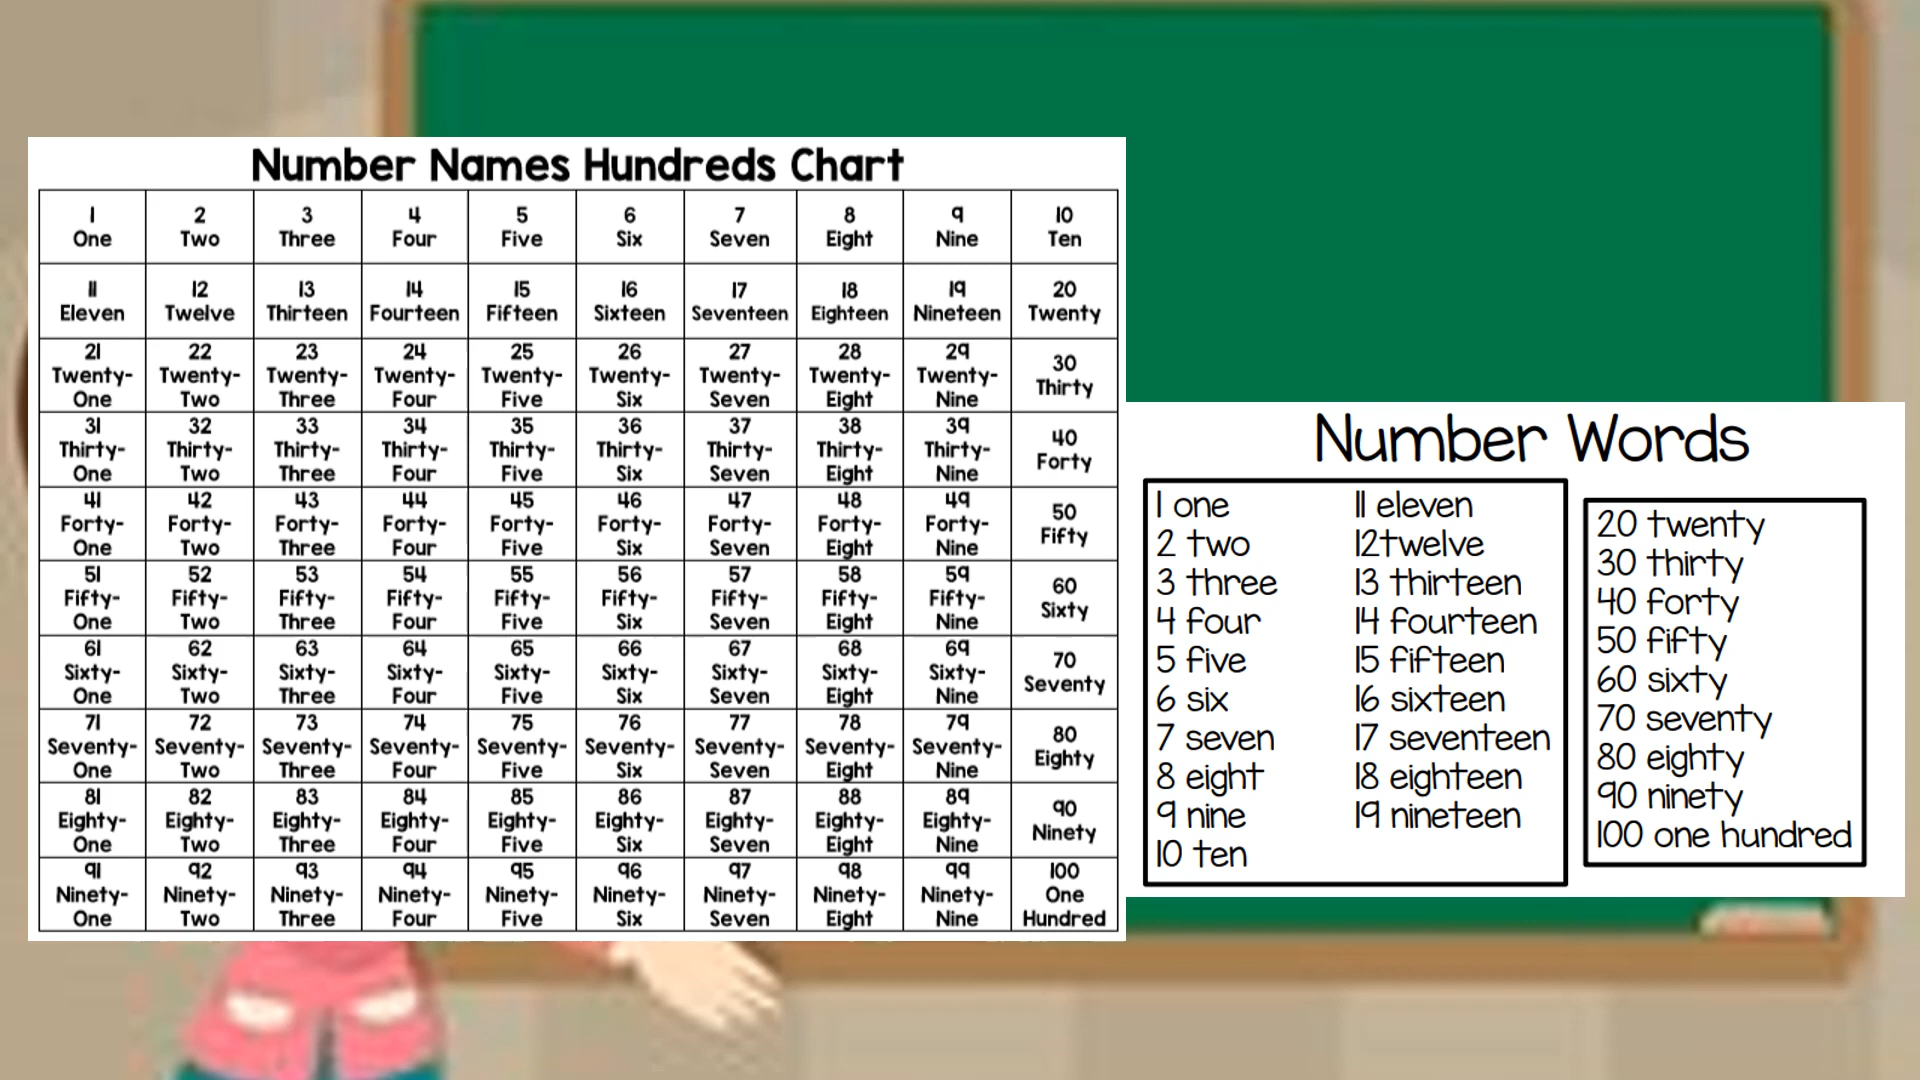 Number Names Hundreds Chart
1 2 3 4 5 6 7 8 9 10
One Two Three Four Five Six Seven Eight Nine Ten
11 12 13 14 15 16 17 18 19 20
Eleven Twelve Thirteen Fourteen Fifteen Sixteen Seventeen Eighteen Nineteen Twenty
21 22 23 24 25 26 27 28 29 30
Twenty- Twenty- Twenty- Twenty- Twenty- Twenty- Twenty- Twenty- Twenty- Thirty
One Two Three Four Five Six Seven Eight Nine
31 32 33 34 35 36 37 38 39 40
Thirty- Thirty- Thirty- Thirty- Thirty- Thirty- Thirty- Thirty- Thirty- Forty
One Two Three Four Five Six Seven Eight Nine
41 42 43 44 45 46 47 48 49 50
Forty- Forty- Forty- Forty- Forty- Forty- Forty- Forty- Forty- Fifty
One Two Three Four Five Six Seven Eight Nine
51 52 53 54 55 56 57 58 59 60
Fifty- Fifty- Fifty- Fifty- Fifty- Fifty- Fifty- Fifty- Fifty- Sixty
One Two Three Four Five Six Seven Eight Nine
61 62 63 64 65 66 67 68 69 70
Sixty- Sixty- Sixty- Sixty- Sixty- Sixty- Sixty- Sixty- Sixty- Seventy
One Two Three Four Five Six Seven Eight Nine
71 72 73 74 75 76 77 78 79 80
Seventy- Seventy- Seventy- Seventy- Seventy- Seventy- Seventy- Seventy- Seventy- Eighty
One Two Three Four Five Six Seven Eight Nine
81 82 83 84 85 86 87 88 89 90
Eighty- Eighty- Eighty- Eighty- Eighty- Eighty- Eighty- Eighty- Eighty- Ninety
One Two Three Four Five Six Seven Eight Nine
91 92 93 94 95 96 97 98 99 100
Ninety- Ninety- Ninety- Ninety- Ninety- Ninety- Ninety- Ninety- Ninety- One
One Two Three Four Five Six Seven Eight Nine Hundred
Number Words
1 one
2 two
3 three
4 four
5 five
6 six
7 seven
8 eight
9 nine
10 ten
11 eleven
12twelve
13 thirteen
14 fourteen
15 fifteen
16 sixteen
17 seventeen
18 eighteen
19 nineteen
20 twenty
30 thirty
40 forty
50 fifty
60 sixty
70 seventy
80 eighty
90 ninety
100 one hundred